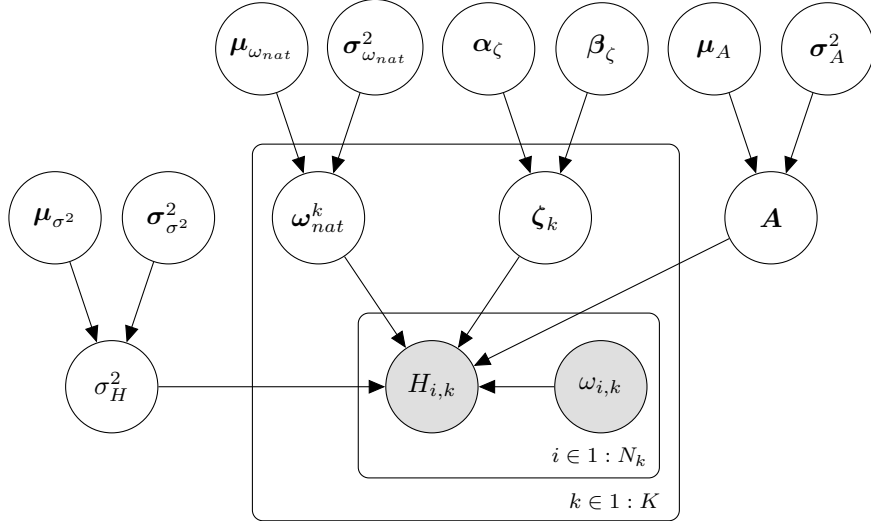 μ_{ω_{nat}} σ²_{ω_{nat}} α_ζ β_ζ μ_A σ²_A
μ_{σ²} σ²_{σ²} ω^k_{nat} ζ_k A
σ²_H H_{i,k} ω_{i,k}
i ∈ 1 : N_k
k ∈ 1 : K